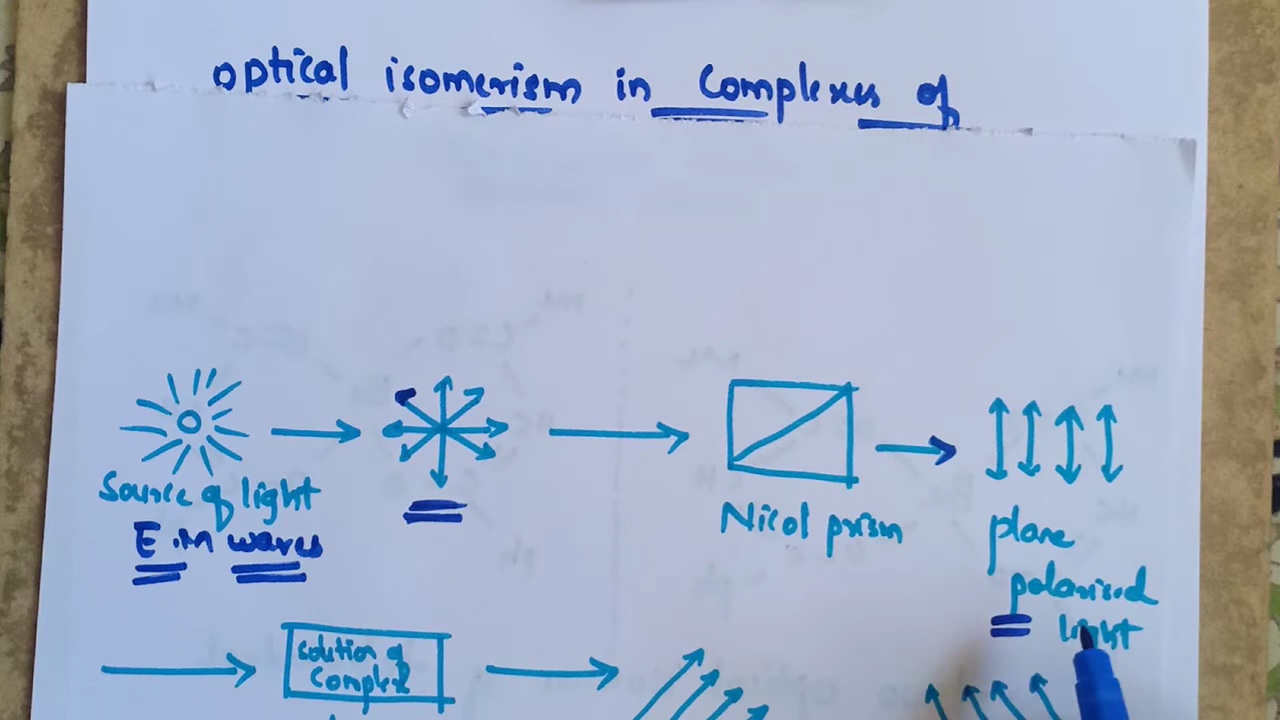 optical isomerism in Complexes of
Source of light
E.M waves
Nicol prism
plane
polarised
light
solution of
complex